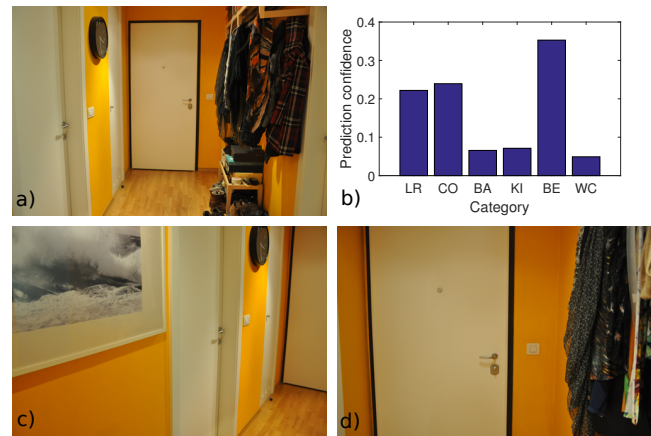 a)
b)
Prediction confidence
0.4
0.3
0.2
0.1
0
LR CO BA KI BE WC
Category
c)
d)